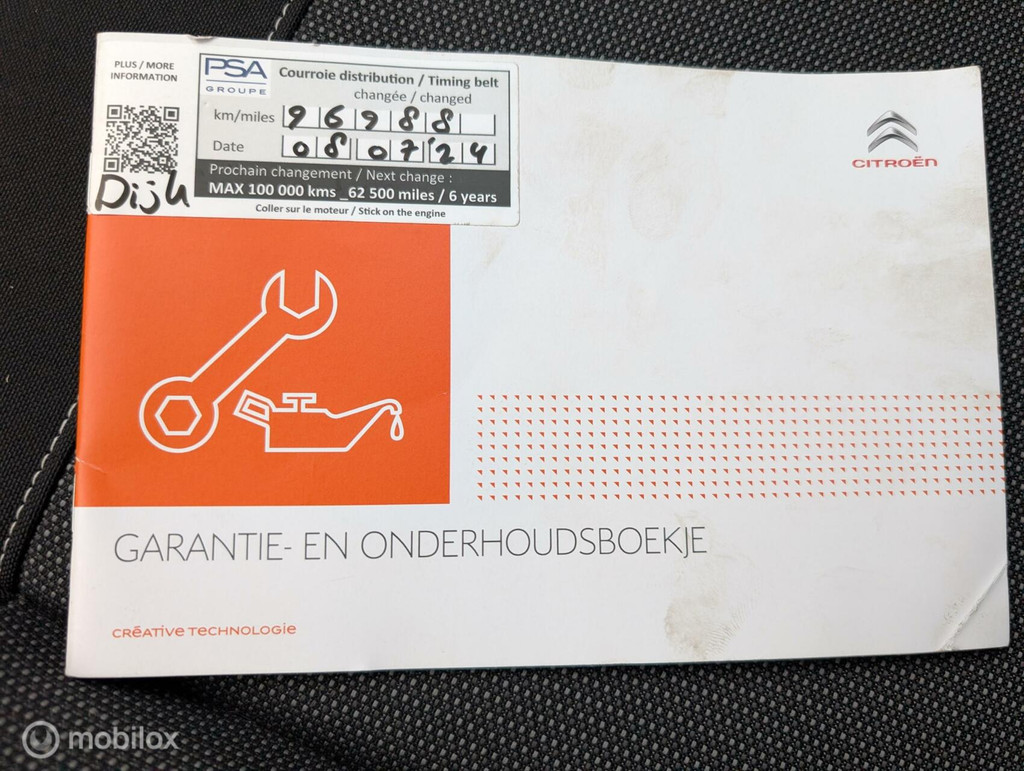 PLUS / MORE
INFORMATION
PSA
GROUPE
Courroie distribution / Timing belt
changée / changed
km/miles 96988
Date 08 07'24
Prochain changement / Next change :
MAX 100 000 kms _62 500 miles / 6 years
Coller sur le moteur / Stick on the engine
Dijk
CITROËN
GARANTIE- EN ONDERHOUDSBOEKJE
CRÉATIVE TECHNOLOGIE
mobilox